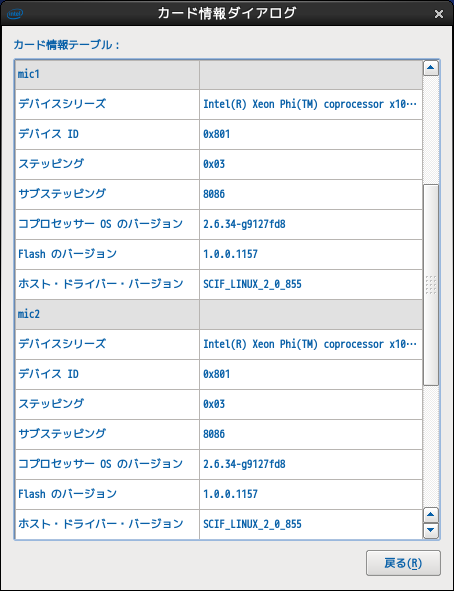 カード情報ダイアログ
カード情報テーブル：
mic1
デバイスシリーズ Intel(R) Xeon Phi(TM) coprocessor x10…
デバイス ID 0x801
ステッピング 0x03
サブステッピング 8086
コプロセッサー OS のバージョン 2.6.34-g9127fd8
Flash のバージョン 1.0.0.1157
ホスト・ドライバー・バージョン SCIF_LINUX_2_0_855
mic2
デバイスシリーズ Intel(R) Xeon Phi(TM) coprocessor x10…
デバイス ID 0x801
ステッピング 0x03
サブステッピング 8086
コプロセッサー OS のバージョン 2.6.34-g9127fd8
Flash のバージョン 1.0.0.1157
ホスト・ドライバー・バージョン SCIF_LINUX_2_0_855
戻る(R)